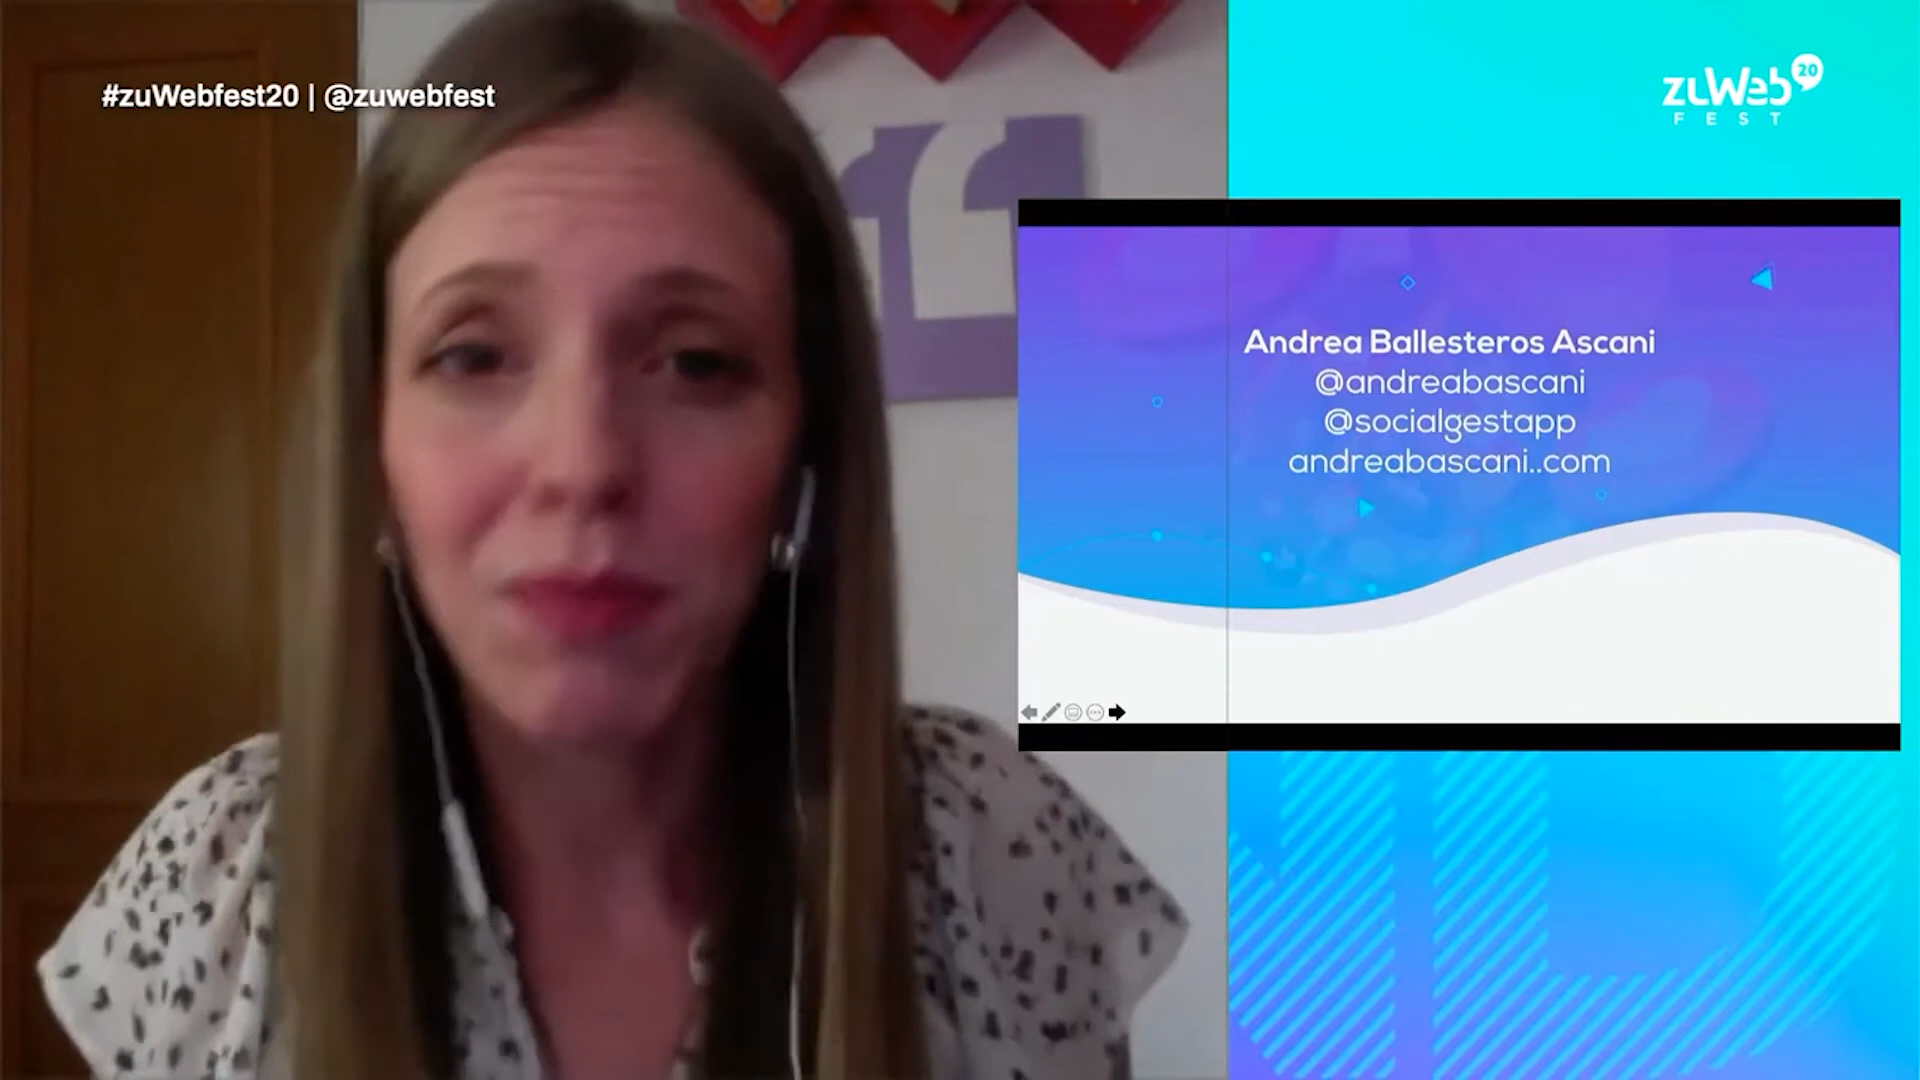 #zuWebfest20 | @zuwebfest
zuWeb 20
FEST
Andrea Ballesteros Ascani
@andreabascani
@socialgestapp
andreabascani..com